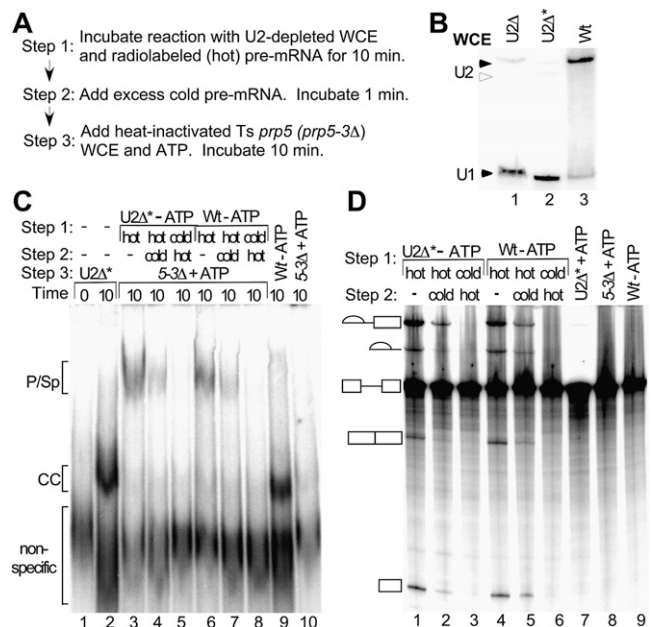 A
Step 1: Incubate reaction with U2-depleted WCE
and radiolabeled (hot) pre-mRNA for 10 min.
Step 2: Add excess cold pre-mRNA. Incubate 1 min.
Step 3: Add heat-inactivated Ts prp5 (prp5-3Δ)
WCE and ATP. Incubate 10 min.
B
WCE U2Δ U2Δ* Wt
U2
U1
1 2 3
C
U2Δ*-ATP Wt-ATP
Step 1: - - hot hot cold hot hot cold
Step 2: - - - cold hot - cold hot
Step 3: U2Δ* 5-3Δ+ATP Wt-ATP 5-3Δ+ATP
Time 0 10 10 10 10 10 10 10 10 10
P/Sp
CC
non-
specific
1 2 3 4 5 6 7 8 9 10
D
Step 1: U2Δ*-ATP Wt-ATP U2Δ*+ATP 5-3Δ+ATP Wt-ATP
hot hot cold hot hot cold
Step 2: - cold hot - cold hot
1 2 3 4 5 6 7 8 9